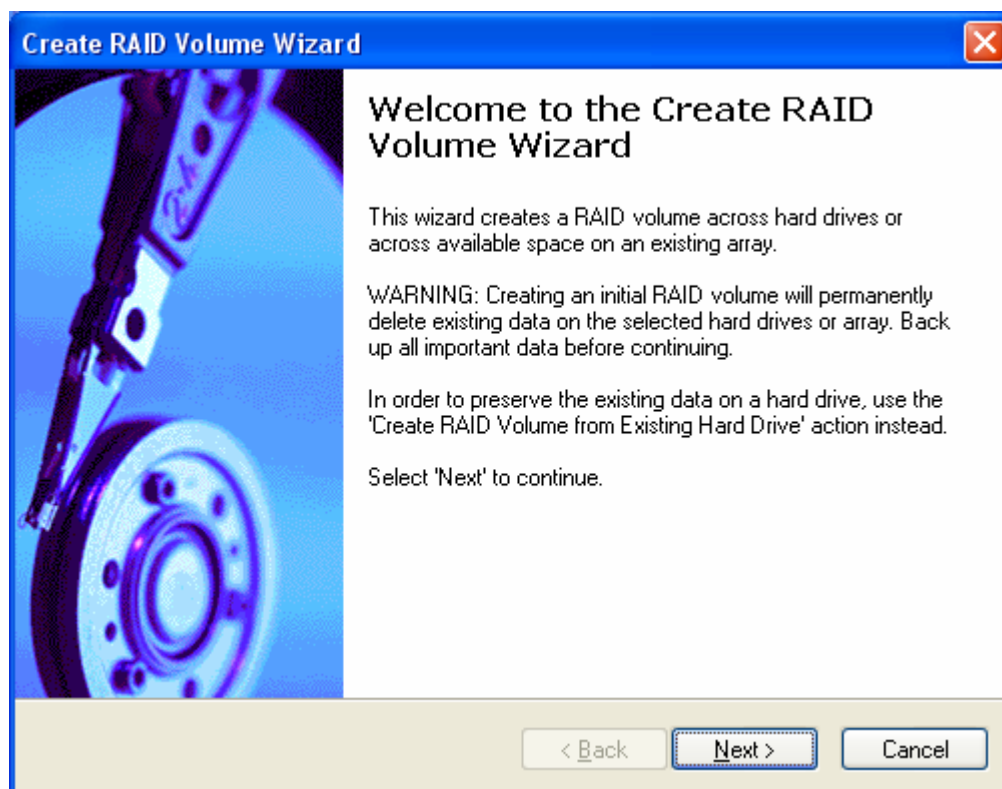 Create RAID Volume Wizard
Welcome to the Create RAID
Volume Wizard
This wizard creates a RAID volume across hard drives or
across available space on an existing array.
WARNING: Creating an initial RAID volume will permanently
delete existing data on the selected hard drives or array. Back
up all important data before continuing.
In order to preserve the existing data on a hard drive, use the
'Create RAID Volume from Existing Hard Drive' action instead.
Select 'Next' to continue.
< Back
Next >
Cancel